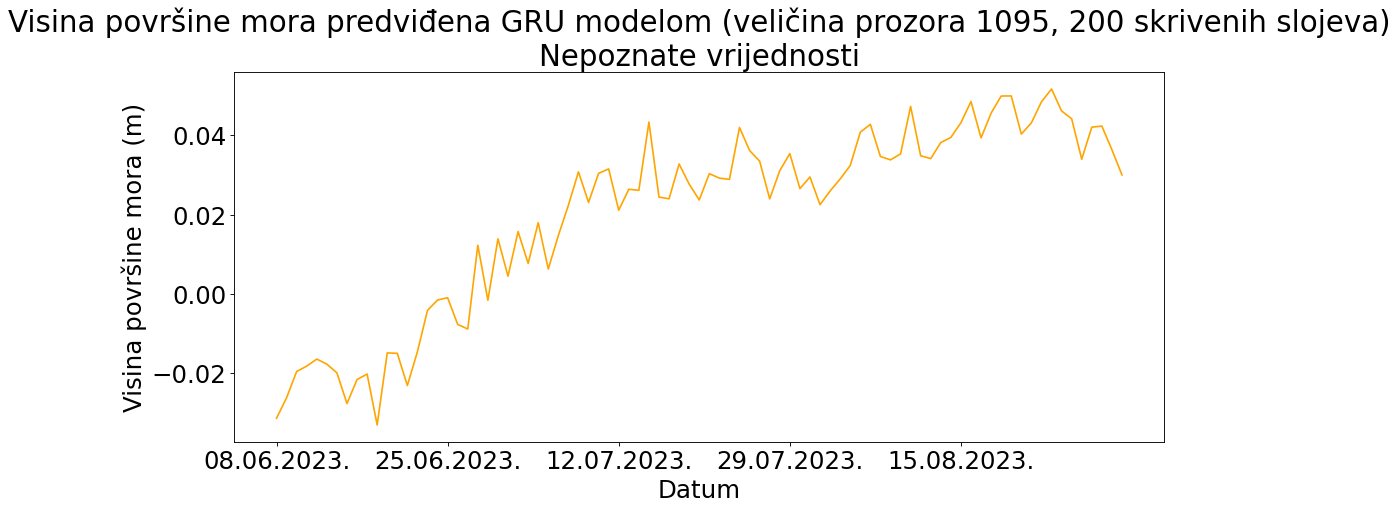 Visina površine mora predviđena GRU modelom (veličina prozora 1095, 200 skrivenih slojeva)
Nepoznate vrijednosti
Visina površine mora (m)
0.04
0.02
0.00
−0.02
08.06.2023. 25.06.2023. 12.07.2023. 29.07.2023. 15.08.2023.
Datum